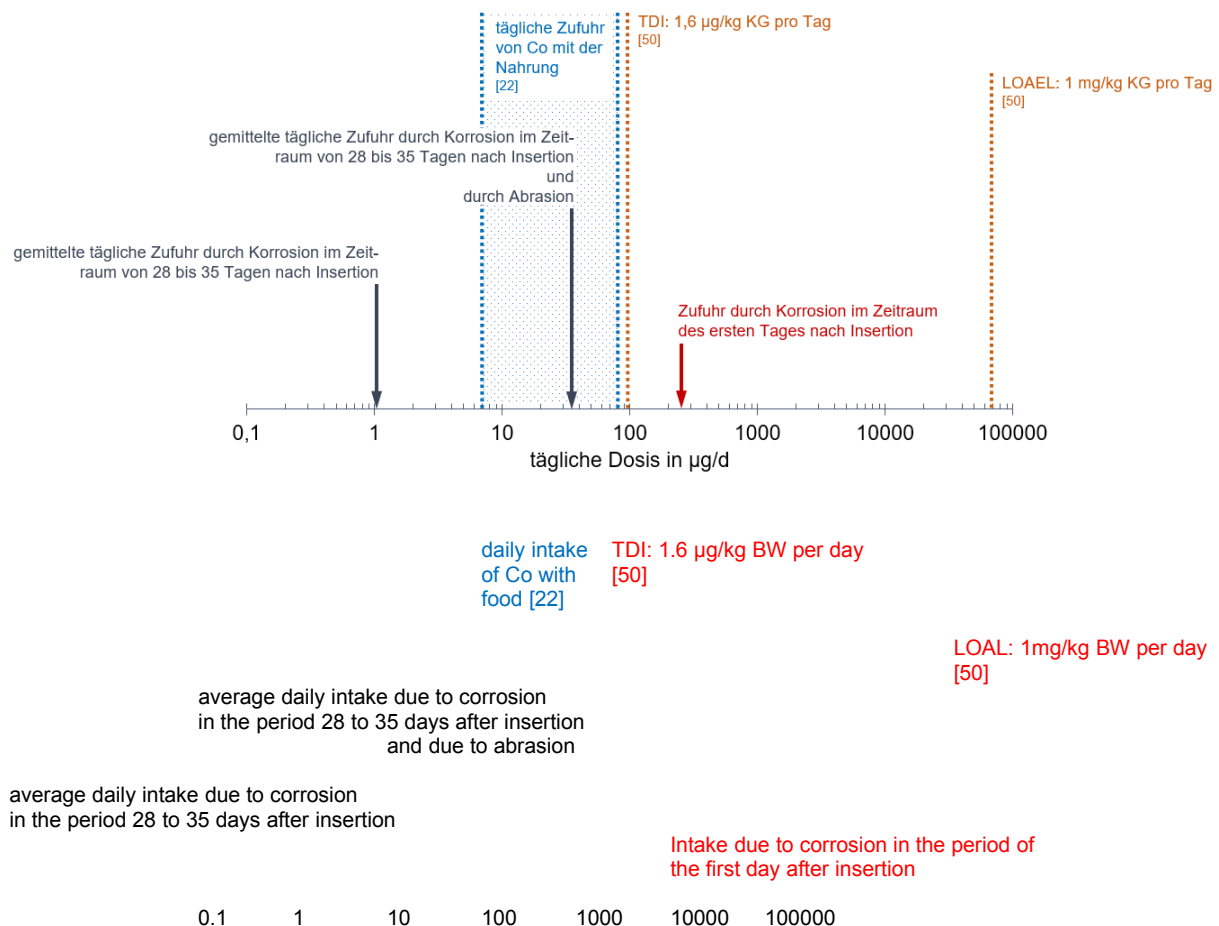 tägliche Zufuhr
von Co mit der
Nahrung
[22]
TDI: 1,6 µg/kg KG pro Tag
[50]
LOAEL: 1 mg/kg KG pro Tag
[50]
gemittelte tägliche Zufuhr durch Korrosion im Zeit-
raum von 28 bis 35 Tagen nach Insertion
und
durch Abrasion
gemittelte tägliche Zufuhr durch Korrosion im Zeit-
raum von 28 bis 35 Tagen nach Insertion
Zufuhr durch Korrosion im Zeitraum
des ersten Tages nach Insertion
0,1 1 10 100 1000 10000 100000
tägliche Dosis in µg/d
daily intake
of Co with
food [22]
TDI: 1.6 µg/kg BW per day
[50]
LOAL: 1mg/kg BW per day
[50]
average daily intake due to corrosion
in the period 28 to 35 days after insertion
and due to abrasion
average daily intake due to corrosion
in the period 28 to 35 days after insertion
Intake due to corrosion in the period of
the first day after insertion
0.1 1 10 100 1000 10000 100000